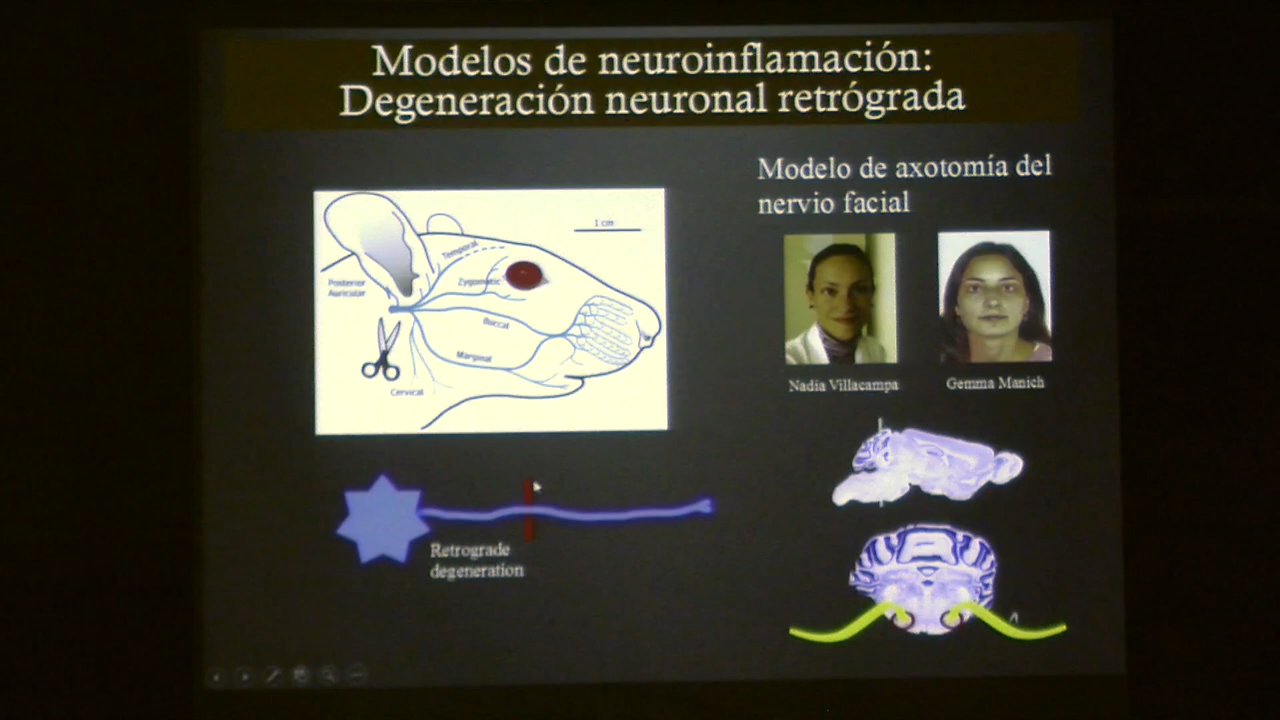 Modelos de neuroinflamación:
Degeneración neuronal retrógrada
Modelo de axotomía del
nervio facial
1 cm
Temporal
Posterior
Auricular
Zygomatic
Buccal
Marginal
Cervical
Nadia Villacampa
Gemma Manich
Retrograde
degeneration